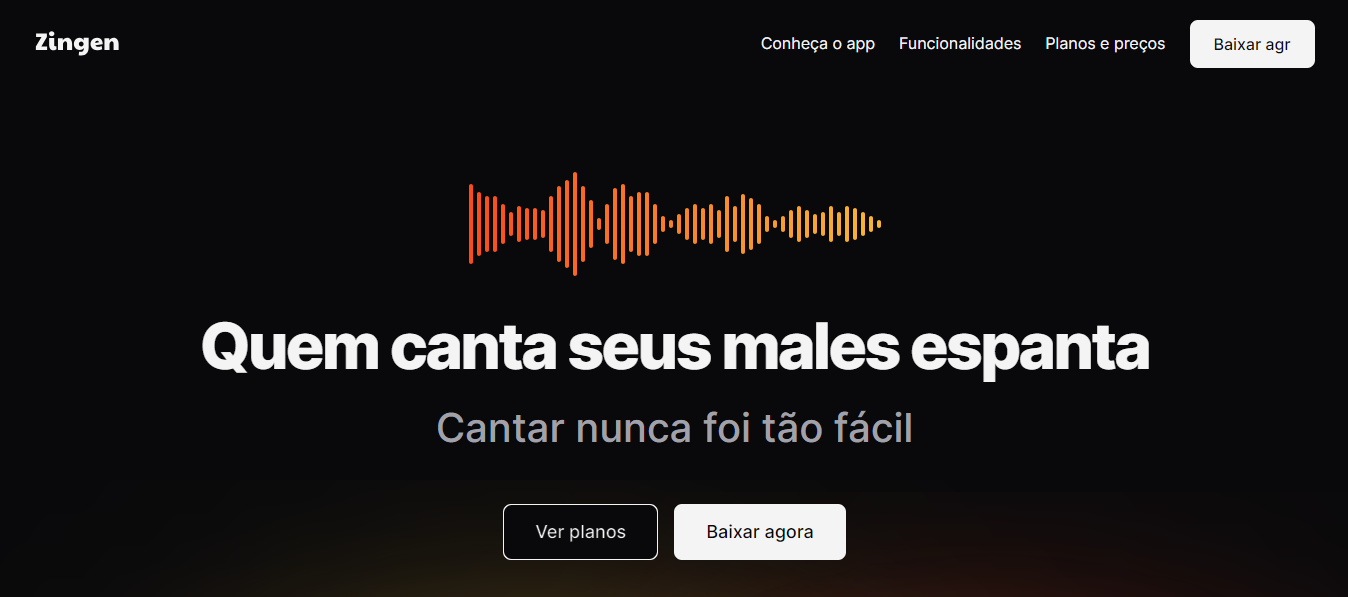 Zingen
Conheça o app Funcionalidades Planos e preços Baixar agr
Quem canta seus males espanta
Cantar nunca foi tão fácil
Ver planos Baixar agora